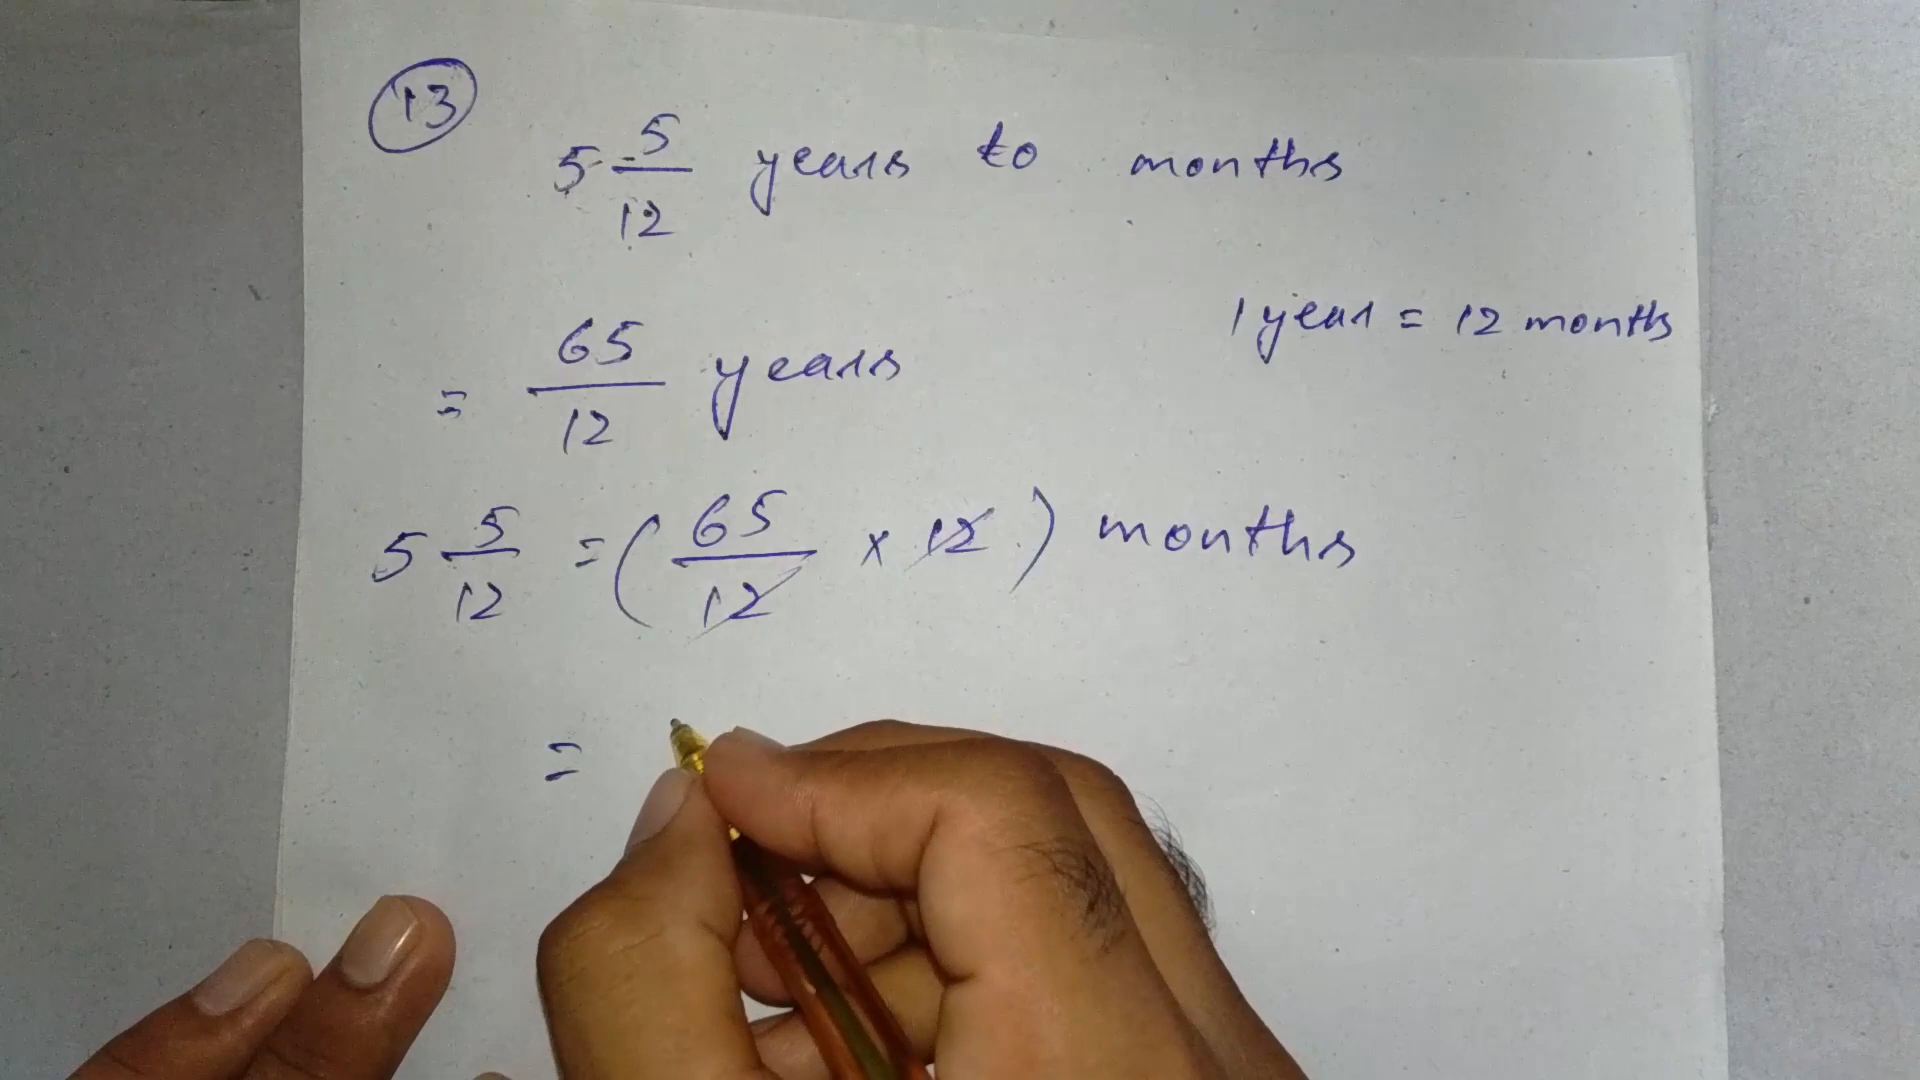 13
5 5/12 years to months
1 year = 12 months
= 65/12 years
5 5/12 = ( 65/12 x 12 ) months
=